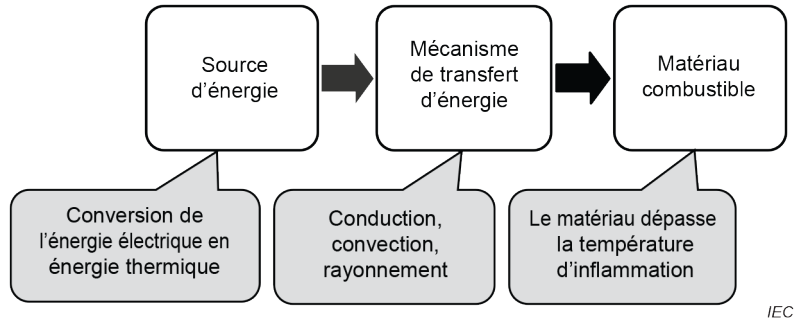 Source
d’énergie
Mécanisme
de transfert
d’énergie
Matériau
combustible
Conversion de
l’énergie électrique en
énergie thermique
Conduction,
convection,
rayonnement
Le matériau dépasse
la température
d’inflammation
IEC